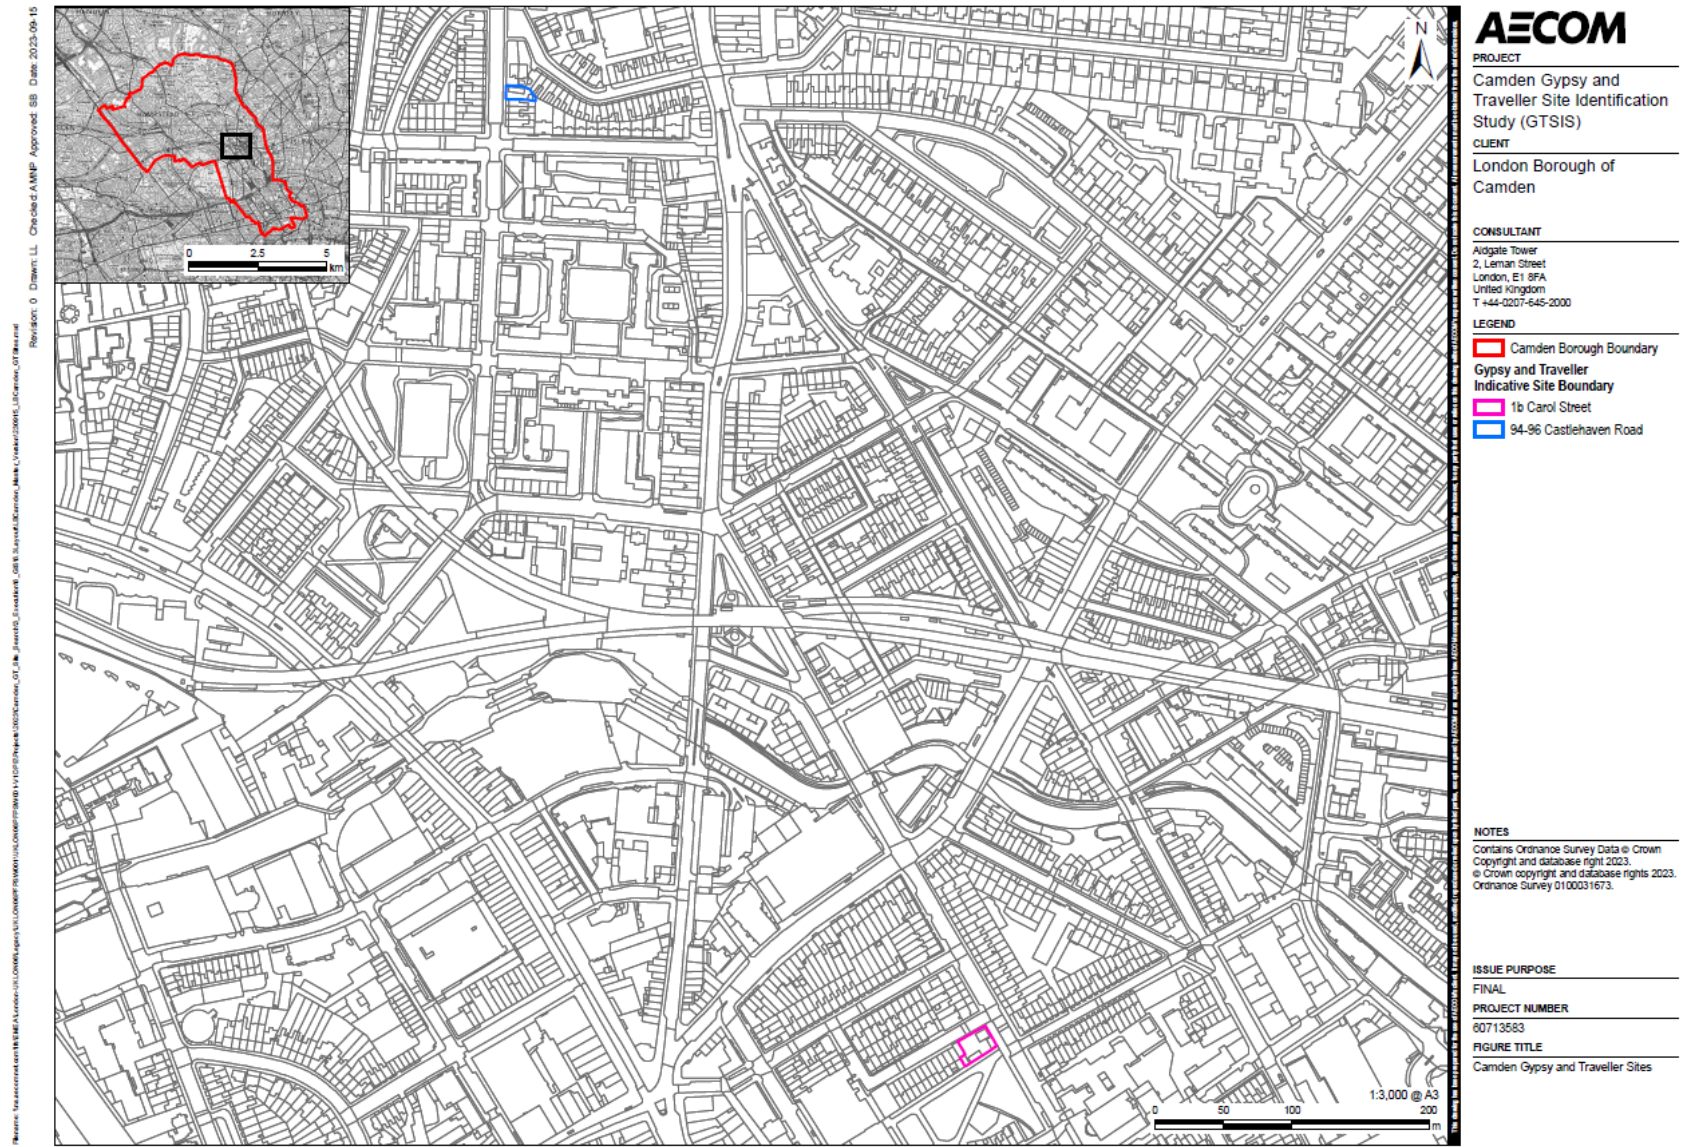 Revision: 0 Drawn: LL Checked: AMNP Approved: SB Date: 2023-09-15
0 2.5 5
km
N
AECOM
PROJECT
Camden Gypsy and
Traveller Site Identification
Study (GTSIS)
CLIENT
London Borough of
Camden
CONSULTANT
Aldgate Tower
2, Leman Street
London, E1 8FA
United Kingdom
T +44-0207-645-2000
LEGEND
Camden Borough Boundary
Gypsy and Traveller
Indicative Site Boundary
1b Carol Street
94-96 Castlehaven Road
NOTES
Contains Ordnance Survey Data © Crown
Copyright and database right 2023.
© Crown copyright and database rights 2023.
Ordnance Survey 0100031673.
ISSUE PURPOSE
FINAL
PROJECT NUMBER
60713583
FIGURE TITLE
Camden Gypsy and Traveller Sites
1:3,000 @ A3
0 50 100 200
m